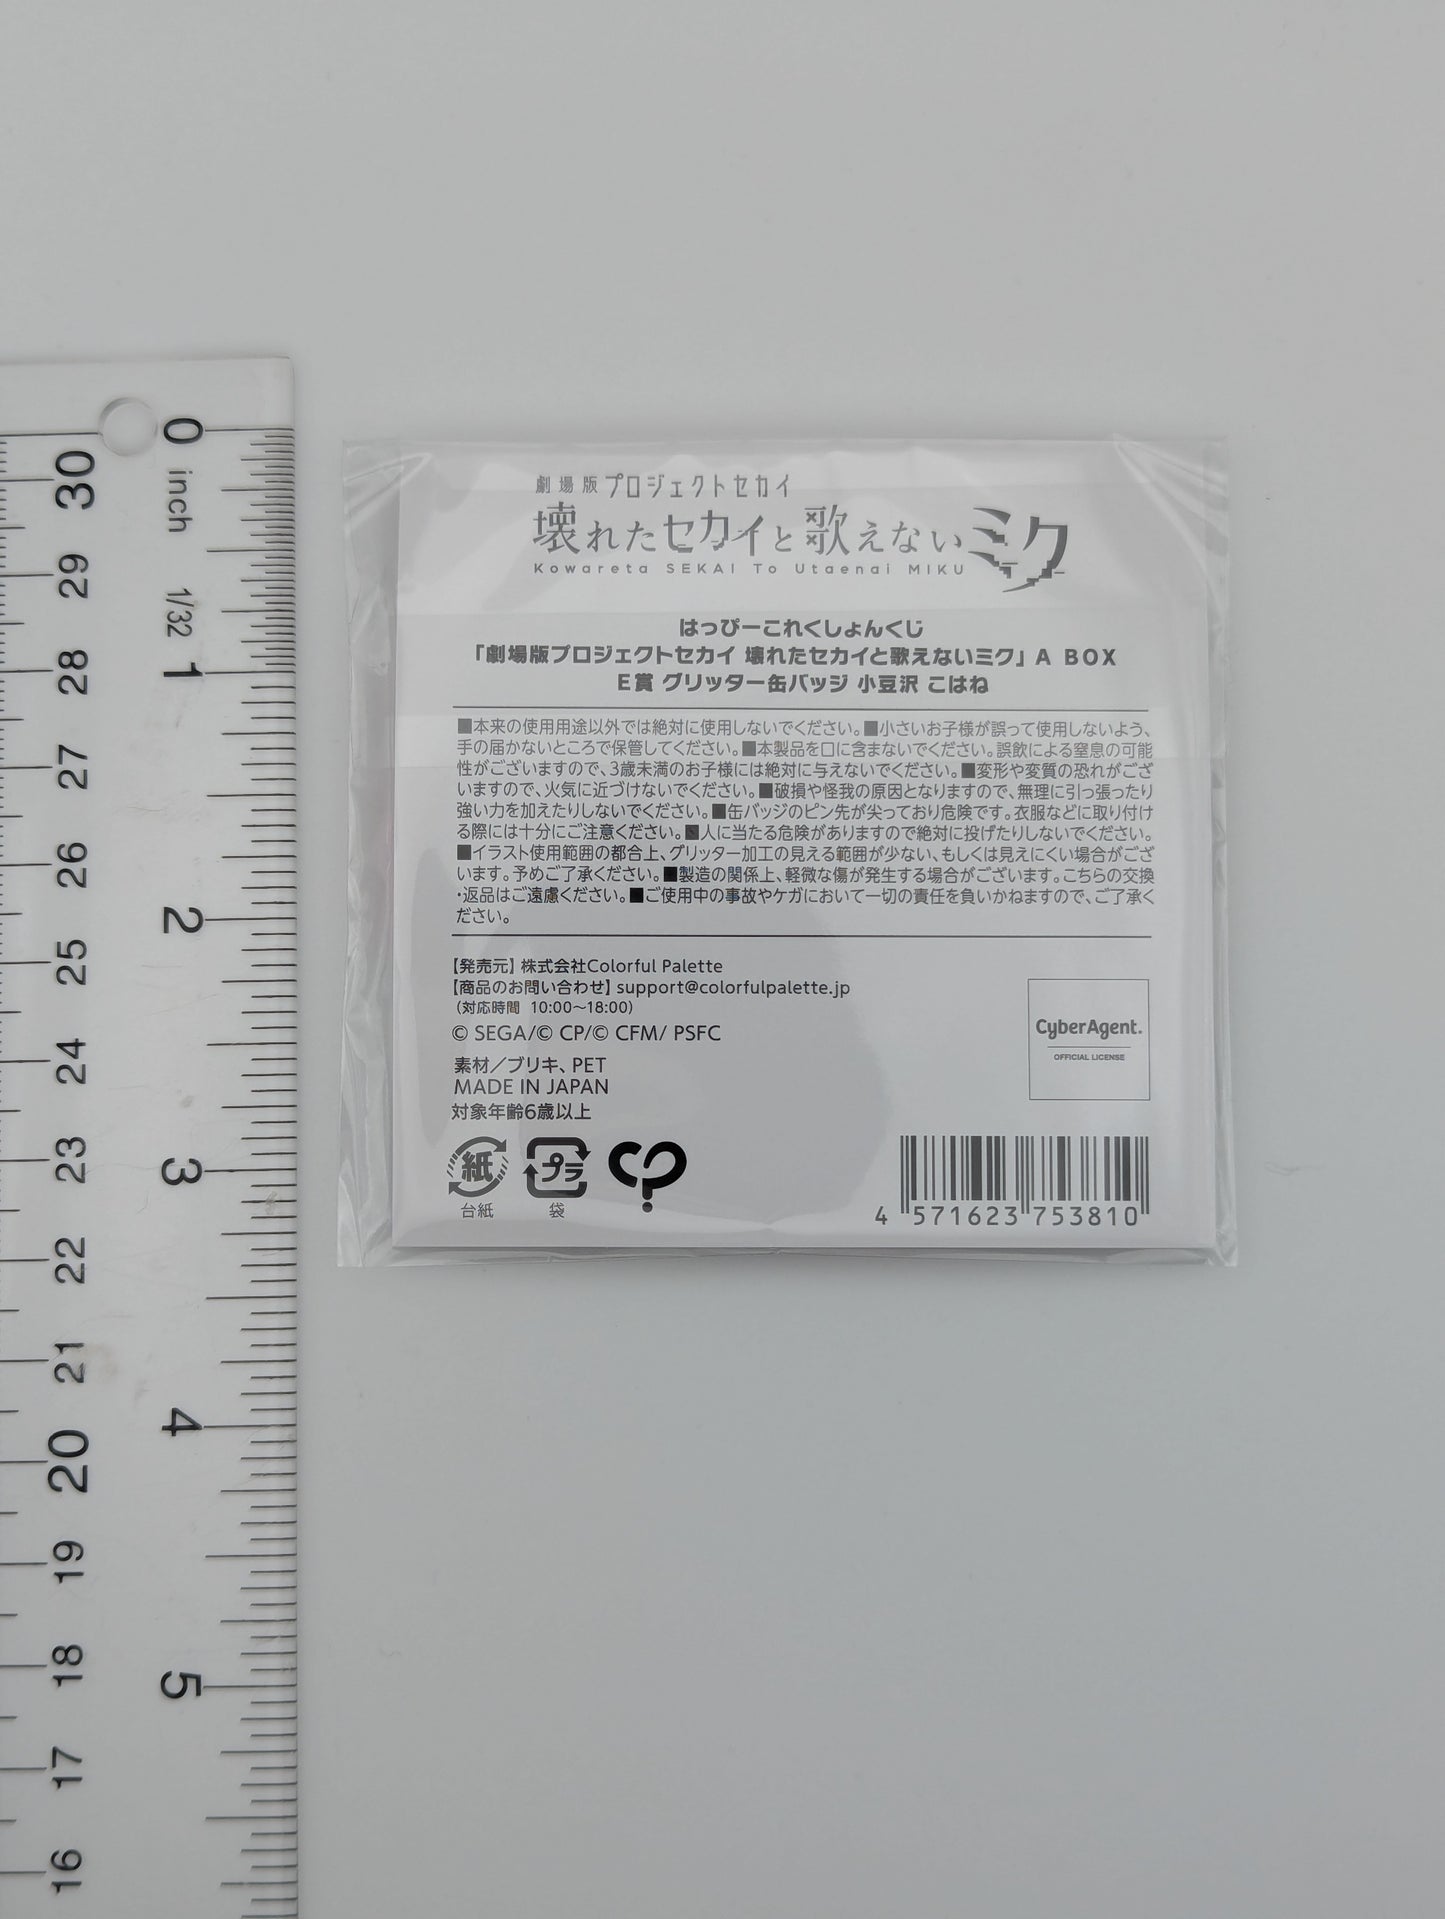 劇場版プロジェクトセカイ
壊れたセカイと歌えないミク
Kowareta SEKAI To Utaenai MIKU
はっぴーこれくしょんくじ
「劇場版プロジェクトセカイ 壊れたセカイと歌えないミク」 A BOX
E賞 グリッター缶バッジ 小豆沢 こはね
■本来の使用用途以外では絶対に使用しないでください。■小さいお子様が誤って使用しないよう、
手の届かないところで保管してください。■本製品を口に含まないでください。誤飲による窒息の可能
性がございますので、3歳未満のお子様には絶対に与えないでください。■変形や変質の恐れがござ
いますので、火気に近づけないでください。■破損や怪我の原因となりますので、無理に引っ張ったり
強い力を加えたりしないでください。■缶バッジのピン先が尖っており危険です。衣服などに取り付け
る際には十分にご注意ください。■人に当たる危険がありますので絶対に投げたりしないでください。
■イラスト使用範囲の都合上、グリッター加工の見える範囲が少ない、もしくは見えにくい場合がござ
います。予めご了承ください。■製造の関係上、軽微な傷が発生する場合がございます。こちらの交換
・返品はご遠慮ください。■ご使用中の事故やケガにおいて一切の責任を負いかねますので、ご了承く
ださい。
【発売元】株式会社Colorful Palette
【商品のお問い合わせ】support@colorfulpalette.jp
(対応時間 10:00～18:00)
© SEGA/© CP/© CFM/ PSFC
素材／ブリキ、PET
MADE IN JAPAN
対象年齢6歳以上
CyberAgent.
OFFICIAL LICENSE
紙
台紙
プラ
袋
4 571623 753810
0
inch
1/32
1
2
3
4
5
30
29
28
27
26
25
24
23
22
21
20
19
18
17
16